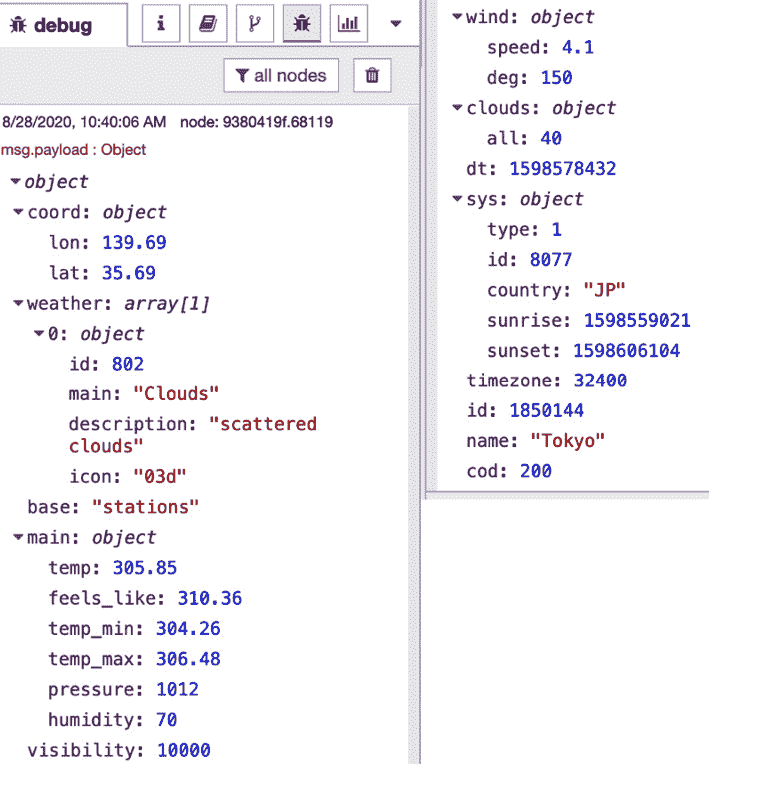 debug
i
all nodes
8/28/2020, 10:40:06 AM node: 9380419f.68119
msg.payload : Object
object
coord: object
lon: 139.69
lat: 35.69
weather: array[1]
0: object
id: 802
main: "Clouds"
description: "scattered
clouds"
icon: "03d"
base: "stations"
main: object
temp: 305.85
feels_like: 310.36
temp_min: 304.26
temp_max: 306.48
pressure: 1012
humidity: 70
visibility: 10000
wind: object
speed: 4.1
deg: 150
clouds: object
all: 40
dt: 1598578432
sys: object
type: 1
id: 8077
country: "JP"
sunrise: 1598559021
sunset: 1598606104
timezone: 32400
id: 1850144
name: "Tokyo"
cod: 200